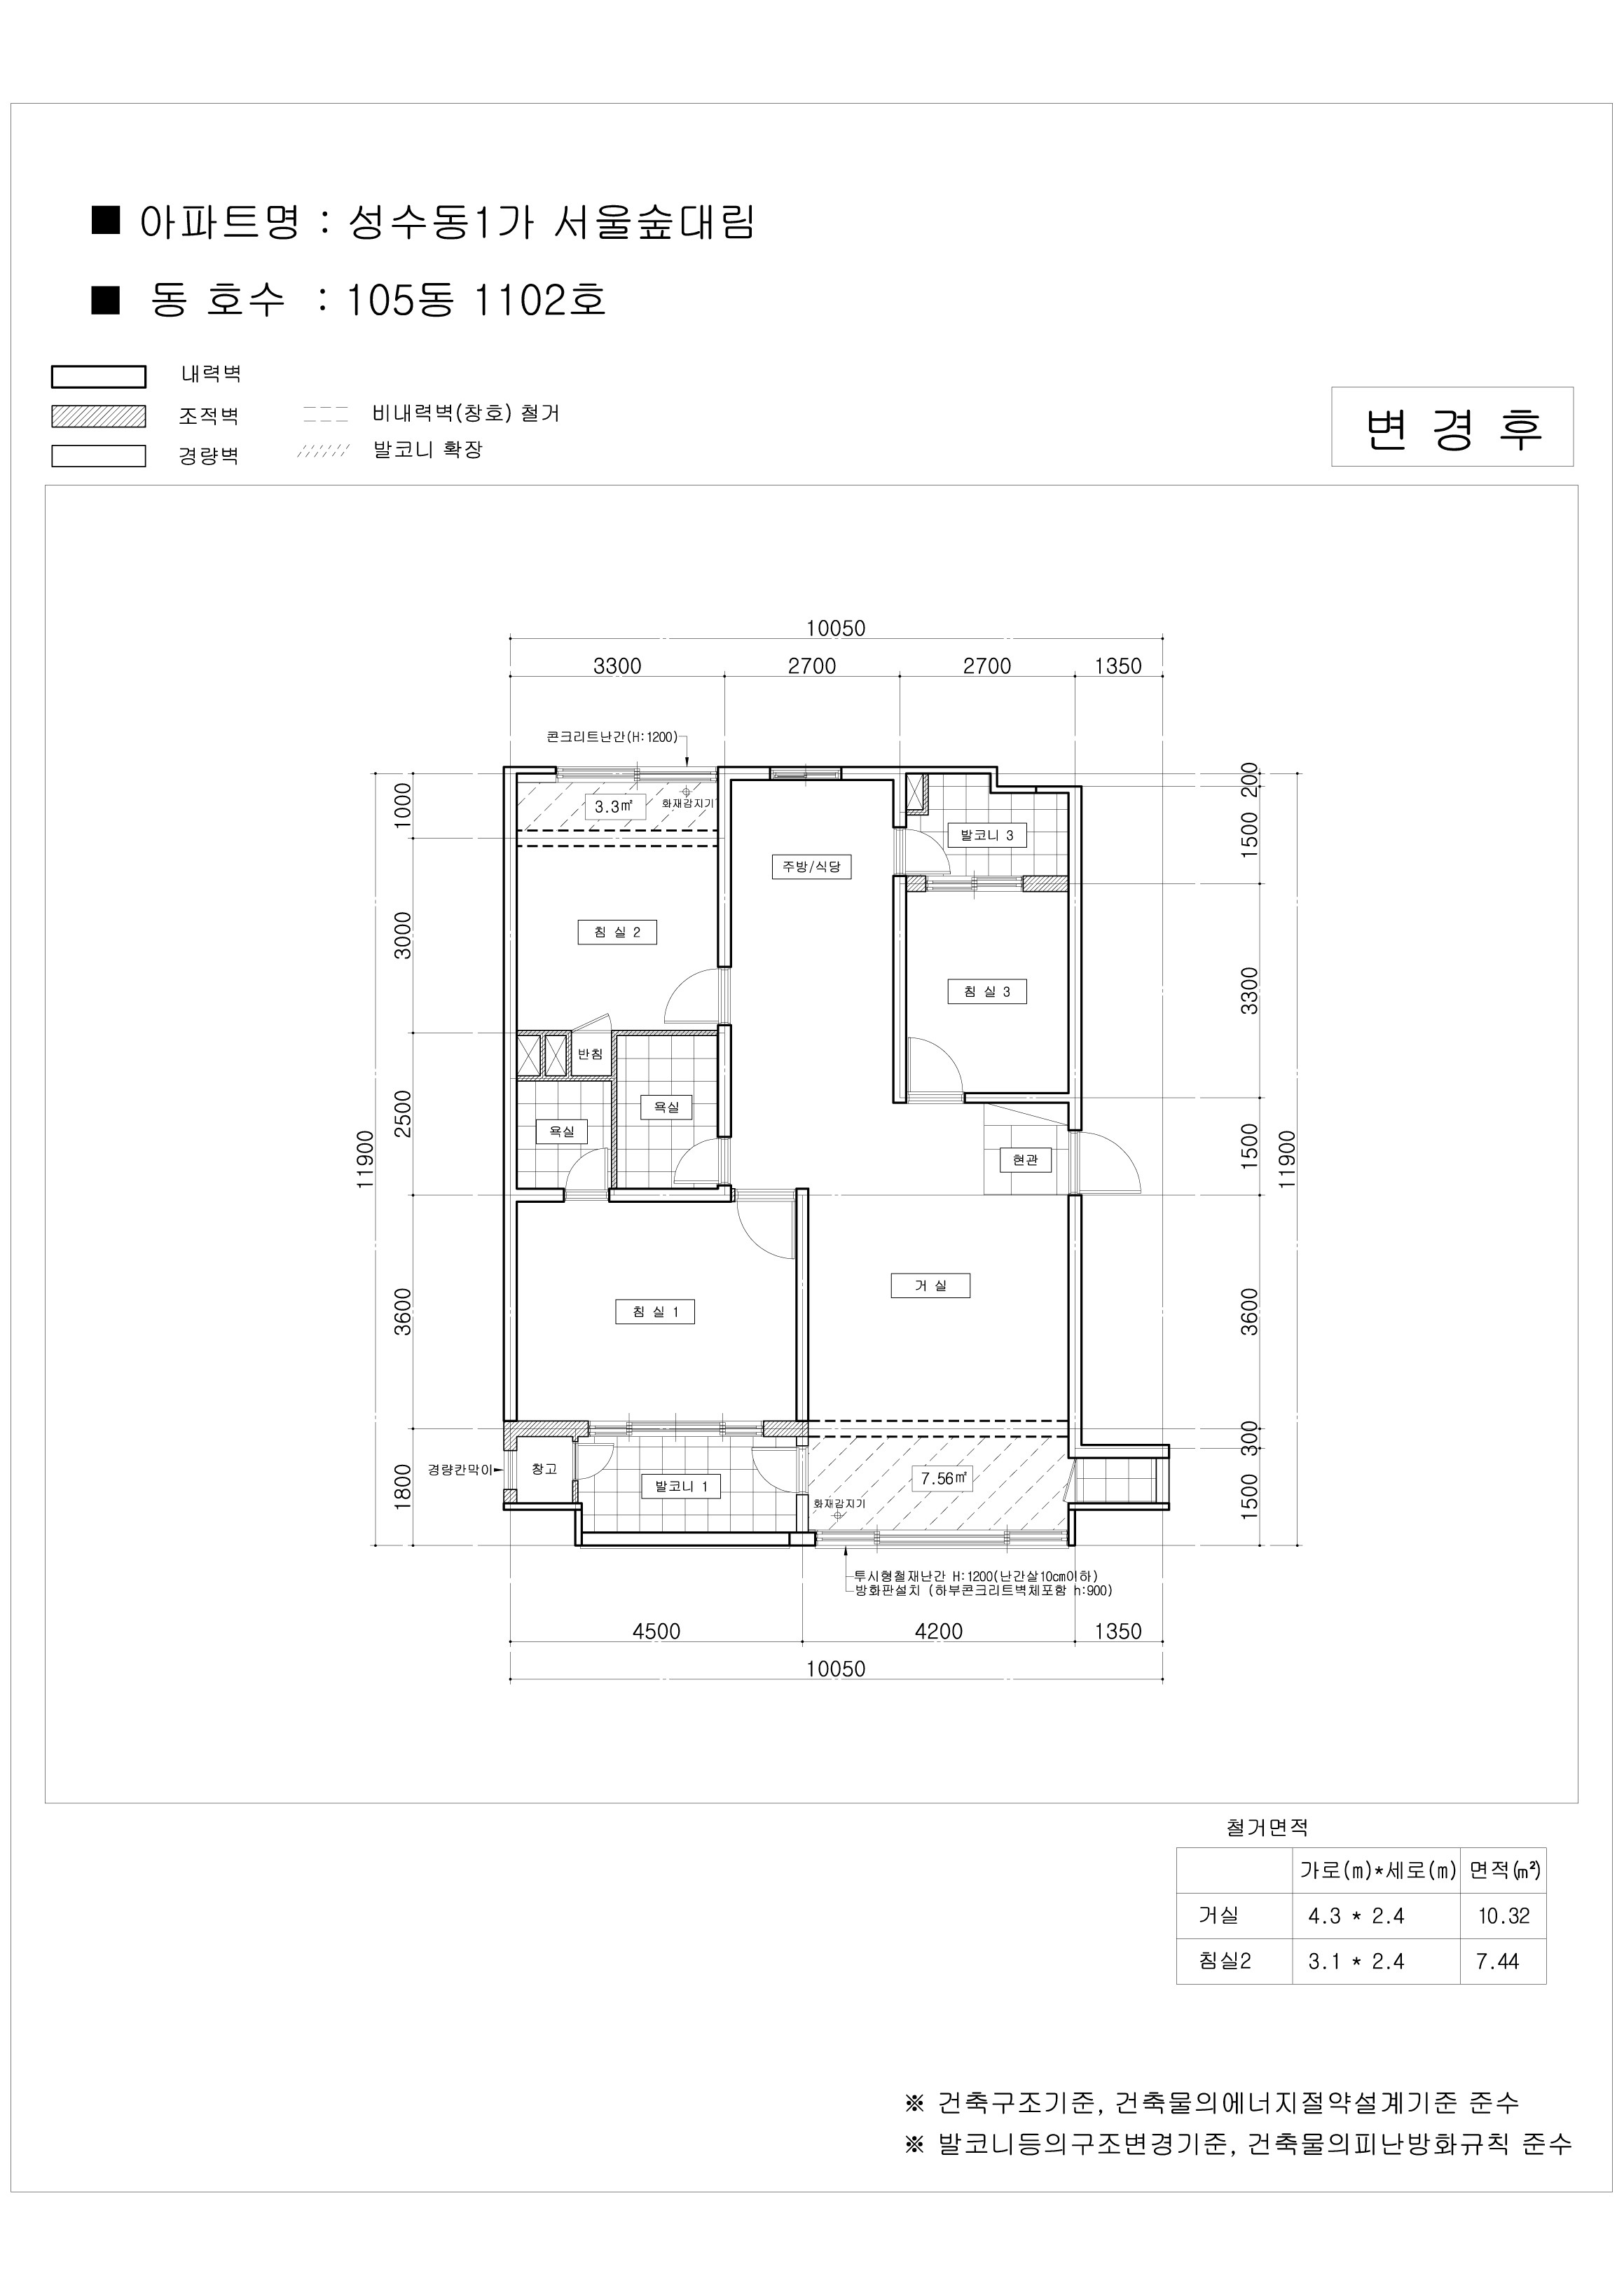 ■ 아파트명 : 성수동1가 서울숲대림
■ 동 호수 : 105동 1102호
내력벽
조적벽
비내력벽(창호) 철거
경량벽
발코니 확장
변 경 후
10050
3300
2700
2700
1350
콘크리트난간(H:1200)
3.3㎡
화재감지기
발코니 3
주방/식당
침 실 2
침 실 3
반침
욕실
욕실
현관
거 실
침 실 1
경량칸막이
창고
발코니 1
7.56㎡
화재감지기
투시형철재난간 H:1200(난간살10cm이하)
방화판설치 (하부콘크리트벽체포함 h:900)
1000
3000
2500
3600
1800
11900
200
1500
3300
1500
3600
300
1500
11900
4500
4200
1350
10050
철거면적
가로(m)*세로(m) 면적(㎡)
거실 4.3 * 2.4 10.32
침실2 3.1 * 2.4 7.44
※ 건축구조기준, 건축물의에너지절약설계기준 준수
※ 발코니등의구조변경기준, 건축물의피난방화규칙 준수